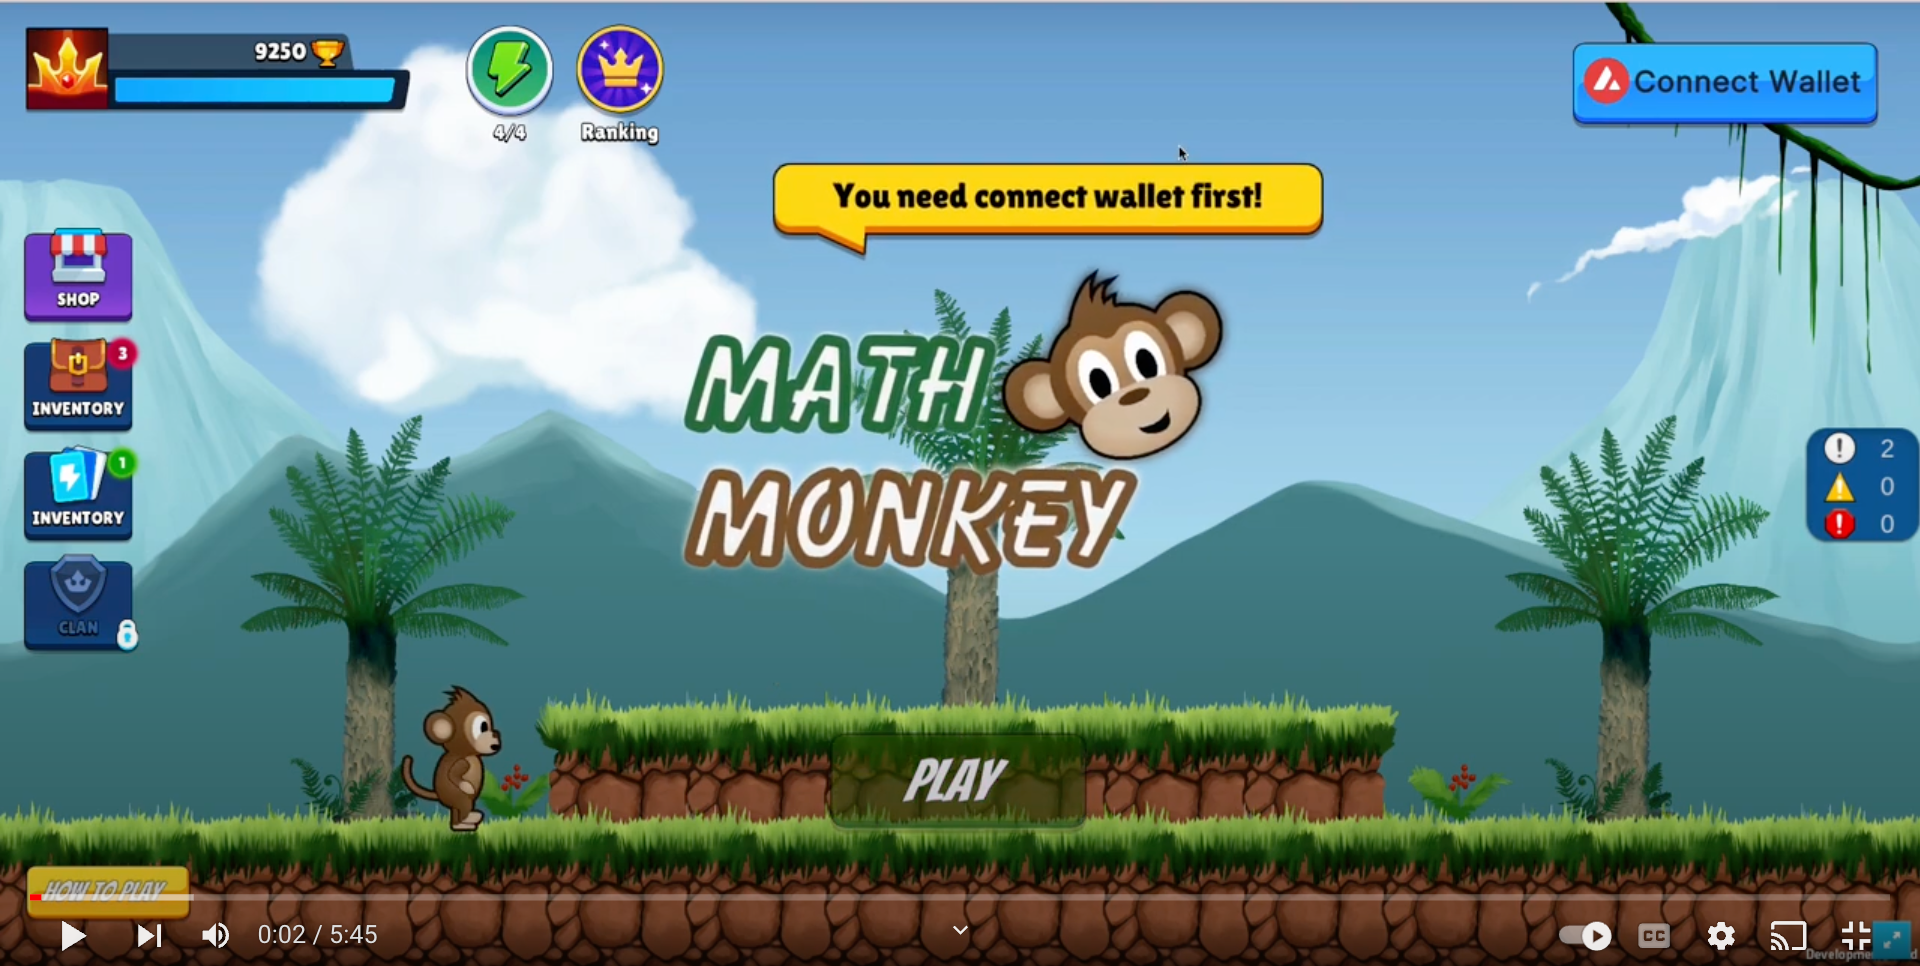 9250
4/4
Ranking
Connect Wallet
You need connect wallet first!
SHOP
3
INVENTORY
1
INVENTORY
CLAN
MATH
MONKEY
2
0
0
PLAY
HOW TO PLAY
0:02 / 5:45
CC